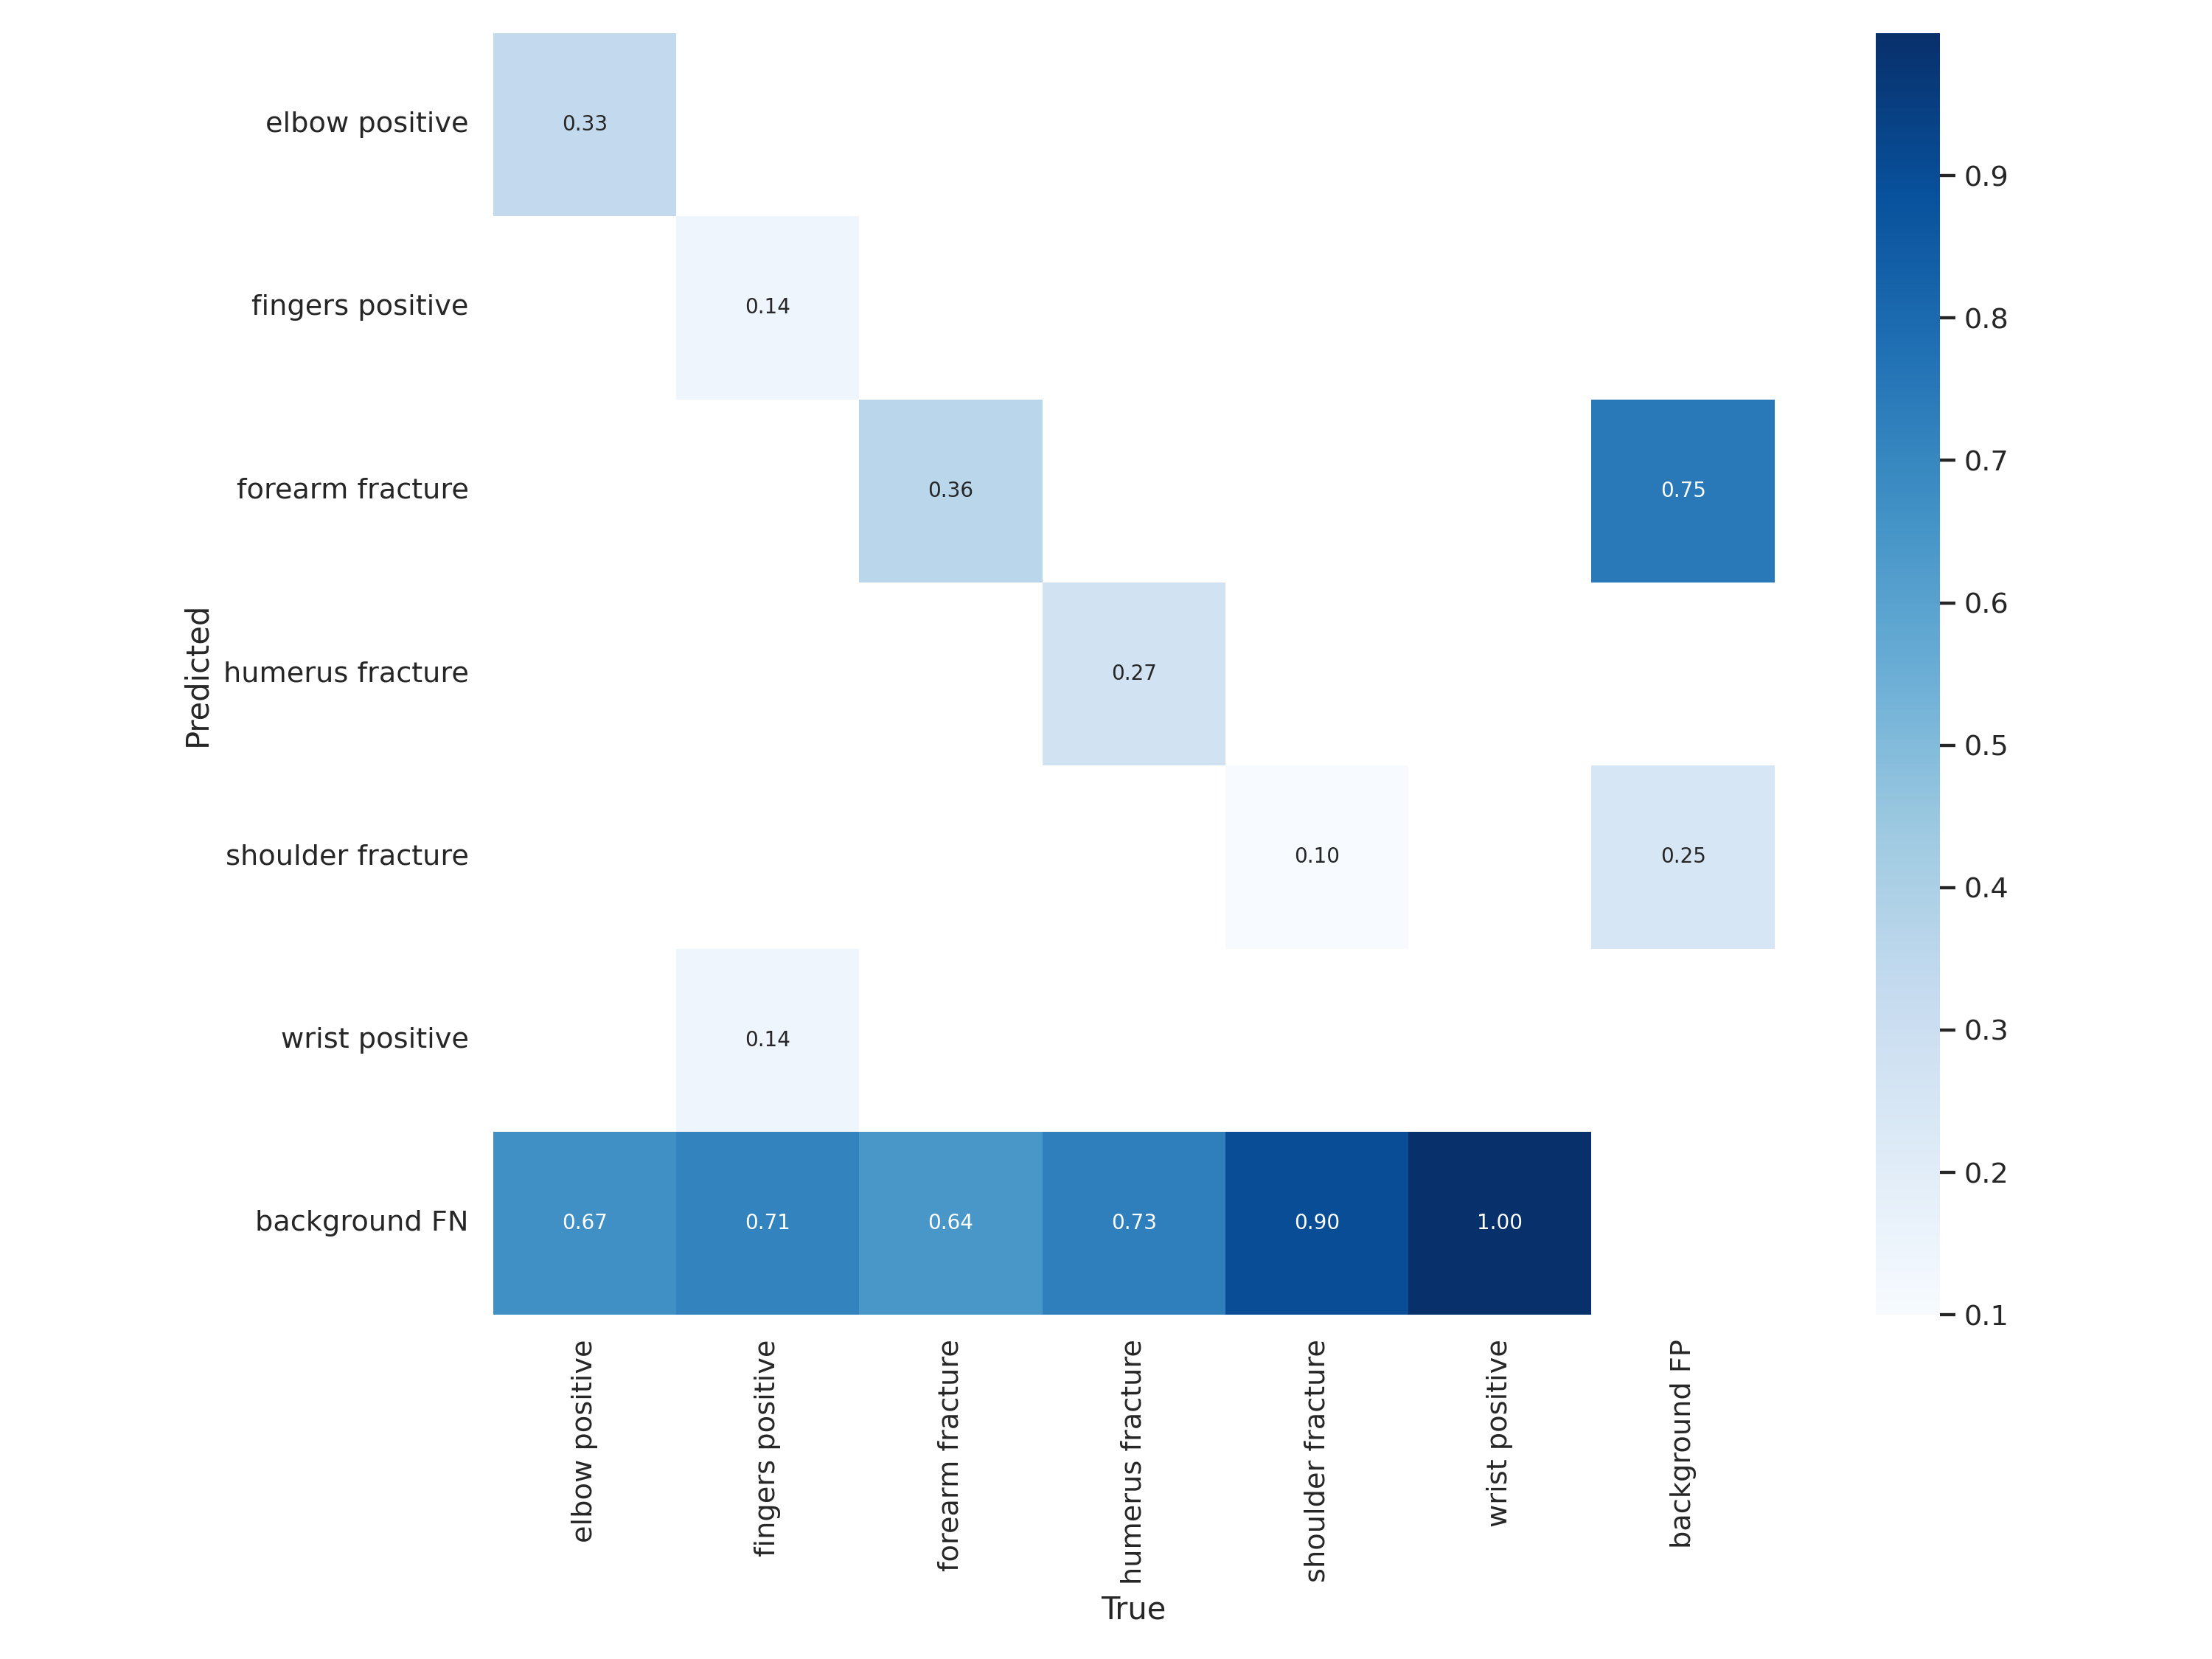 elbow positive
0.33
0.9
fingers positive
0.14
0.8
forearm fracture
0.36
0.75
0.7
Predicted
humerus fracture
0.27
0.6
0.5
shoulder fracture
0.10
0.25
0.4
wrist positive
0.14
0.3
background FN
0.67 0.71 0.64 0.73 0.90 1.00
0.2
0.1
elbow positive
fingers positive
forearm fracture
humerus fracture
shoulder fracture
wrist positive
background FP
True